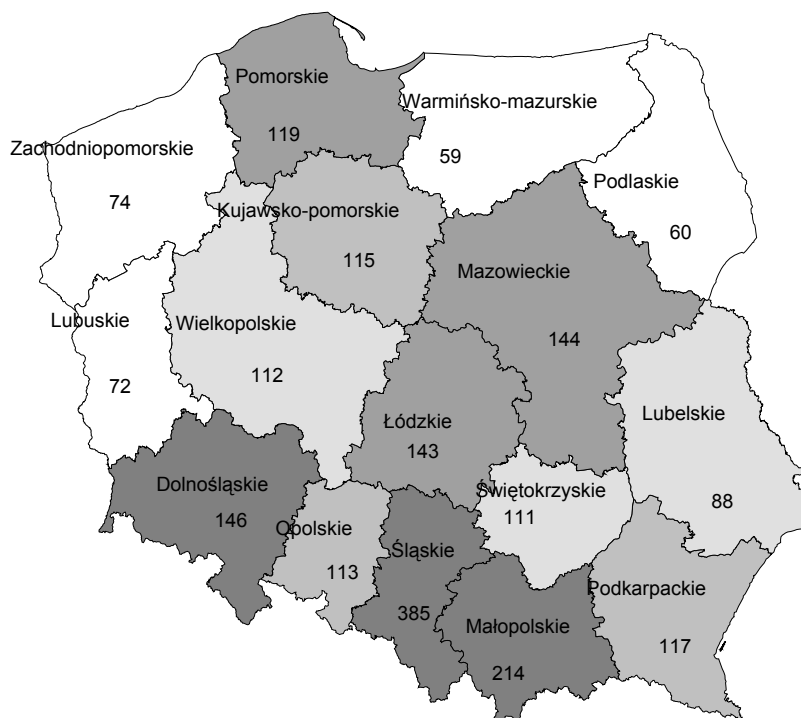 Pomorskie
119
Warmińsko-mazurskie
59
Zachodniopomorskie
74
Podlaskie
60
Kujawsko-pomorskie
115
Mazowieckie
144
Lubuskie
72
Wielkopolskie
112
Łódzkie
143
Lubelskie
88
Dolnośląskie
146
Opolskie
113
Śląskie
385
Świętokrzyskie
111
Małopolskie
214
Podkarpackie
117